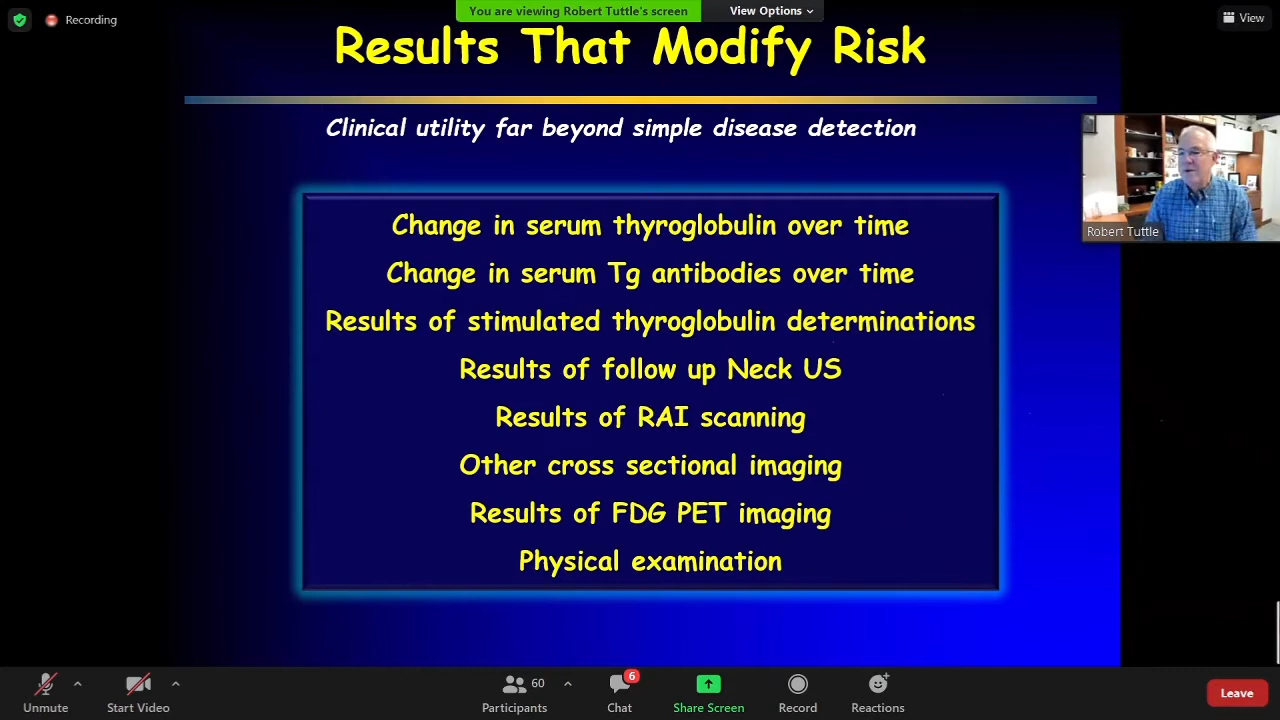 Recording
You are viewing Robert Tuttle's screen
View Options
View
Results That Modify Risk
Clinical utility far beyond simple disease detection
Change in serum thyroglobulin over time
Change in serum Tg antibodies over time
Results of stimulated thyroglobulin determinations
Results of follow up Neck US
Results of RAI scanning
Other cross sectional imaging
Results of FDG PET imaging
Physical examination
Robert Tuttle
Unmute
Start Video
60
Participants
6
Chat
Share Screen
Record
Reactions
Leave